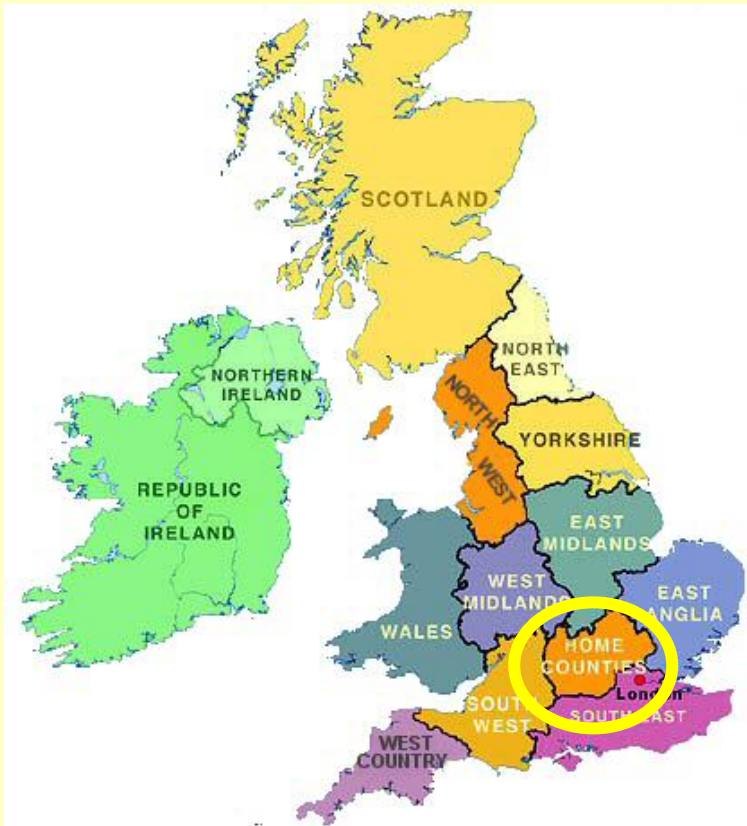 SCOTLAND
NORTH
EAST
NORTHERN
IRELAND
NORTH
WEST
YORKSHIRE
REPUBLIC
OF
IRELAND
EAST
MIDLANDS
WEST
MIDLANDS
EAST
ANGLIA
WALES
HOME
COUNTIES
London
SOUTH
WEST
SOUTH EAST
WEST
COUNTRY